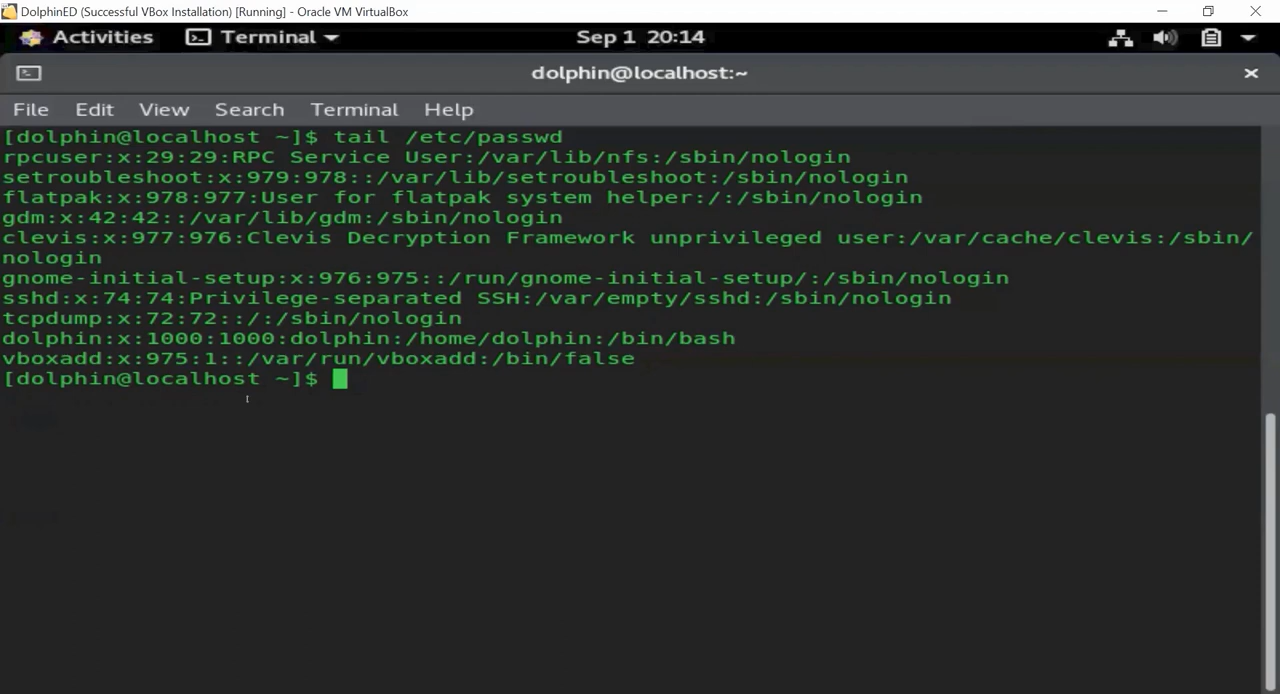 DolphinED (Successful VBox Installation) [Running] - Oracle VM VirtualBox
Activities Terminal Sep 1 20:14
dolphin@localhost:~
File Edit View Search Terminal Help
[dolphin@localhost ~]$ tail /etc/passwd
rpcuser:x:29:29:RPC Service User:/var/lib/nfs:/sbin/nologin
setroubleshoot:x:979:978::/var/lib/setroubleshoot:/sbin/nologin
flatpak:x:978:977:User for flatpak system helper:/:/sbin/nologin
gdm:x:42:42::/var/lib/gdm:/sbin/nologin
clevis:x:977:976:Clevis Decryption Framework unprivileged user:/var/cache/clevis:/sbin/
nologin
gnome-initial-setup:x:976:975::/run/gnome-initial-setup/:/sbin/nologin
sshd:x:74:74:Privilege-separated SSH:/var/empty/sshd:/sbin/nologin
tcpdump:x:72:72::/:/sbin/nologin
dolphin:x:1000:1000:dolphin:/home/dolphin:/bin/bash
vboxadd:x:975:1::/var/run/vboxadd:/bin/false
[dolphin@localhost ~]$